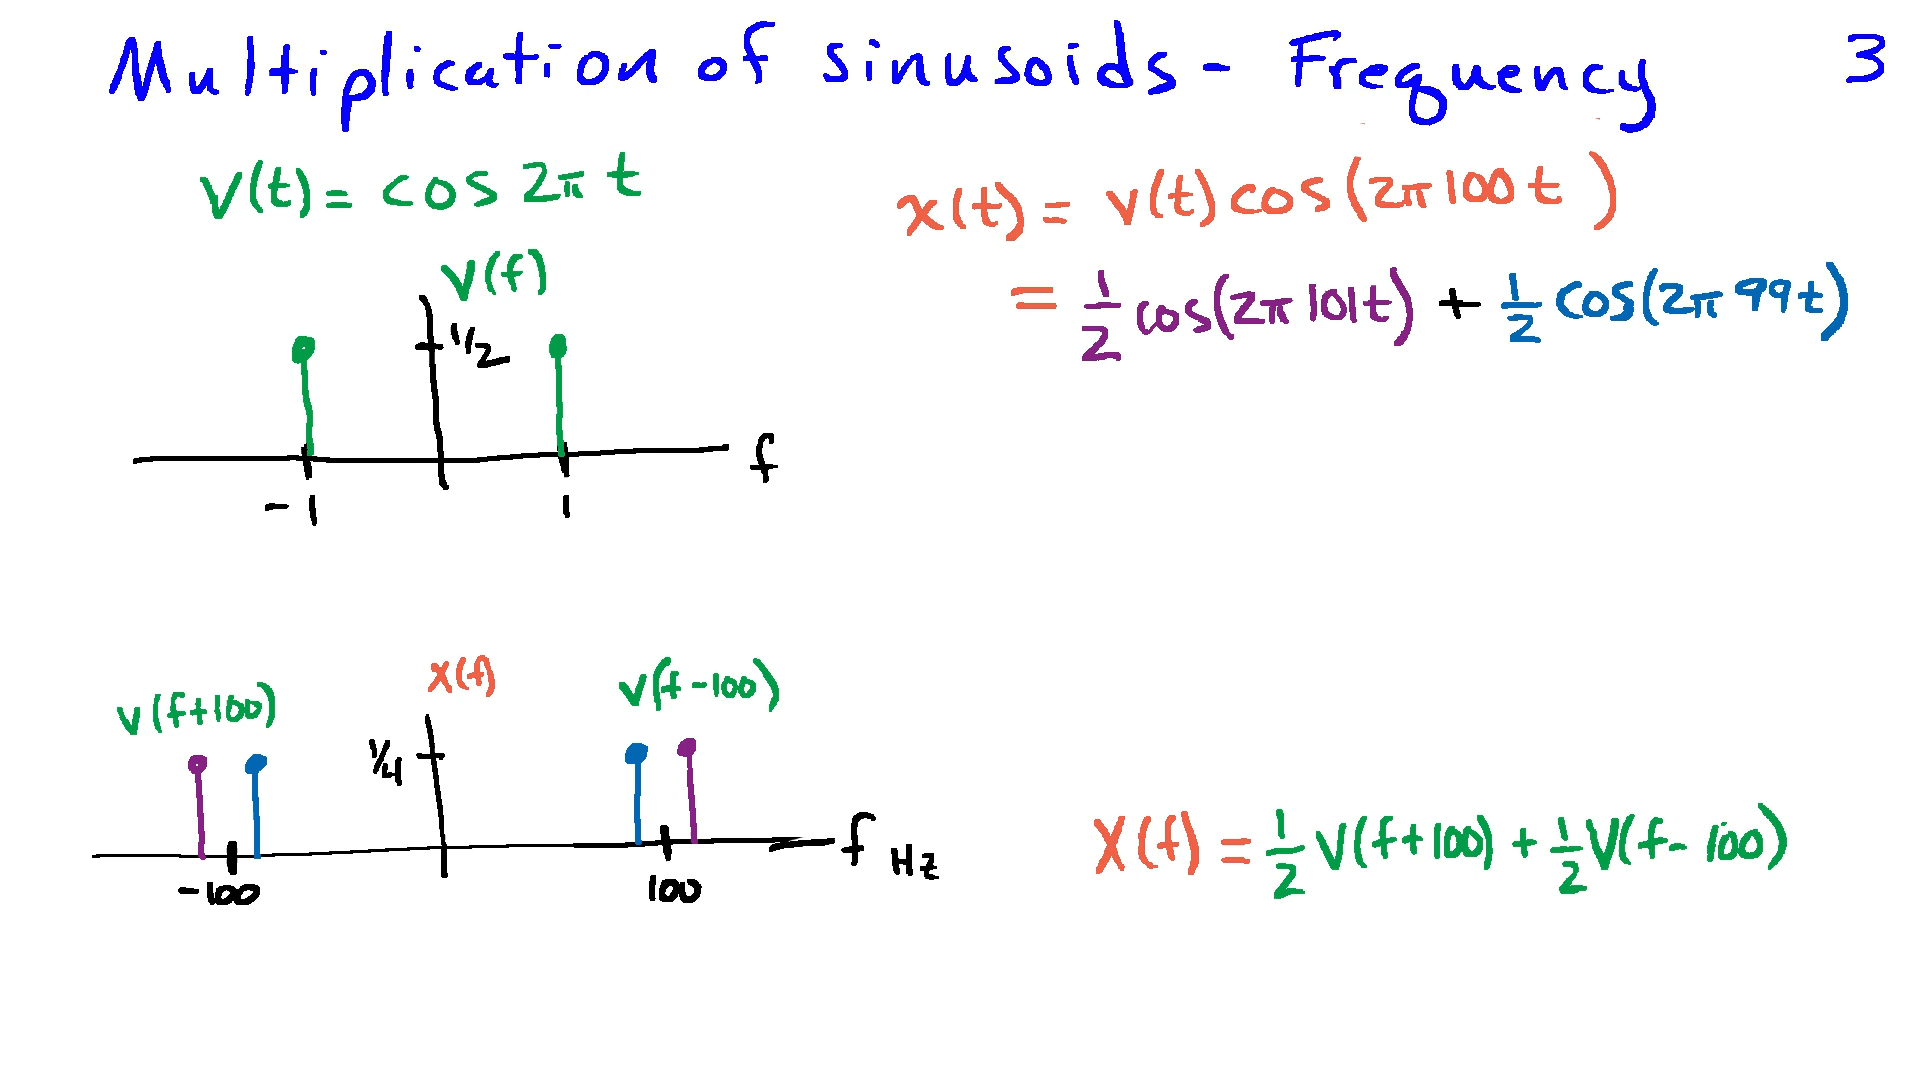 Multiplication of sinusoids - Frequency 3
v(t) = cos 2π t
x(t) = v(t) cos(2π 100 t )
= 1/2 cos(2π 101t) + 1/2 cos(2π 99t)
V(f)
1/2
f
-1 1
X(f)
V(f+100) V(f-100)
1/4
f Hz
-100 100
X(f) = 1/2 V(f+100) + 1/2 V(f- 100)